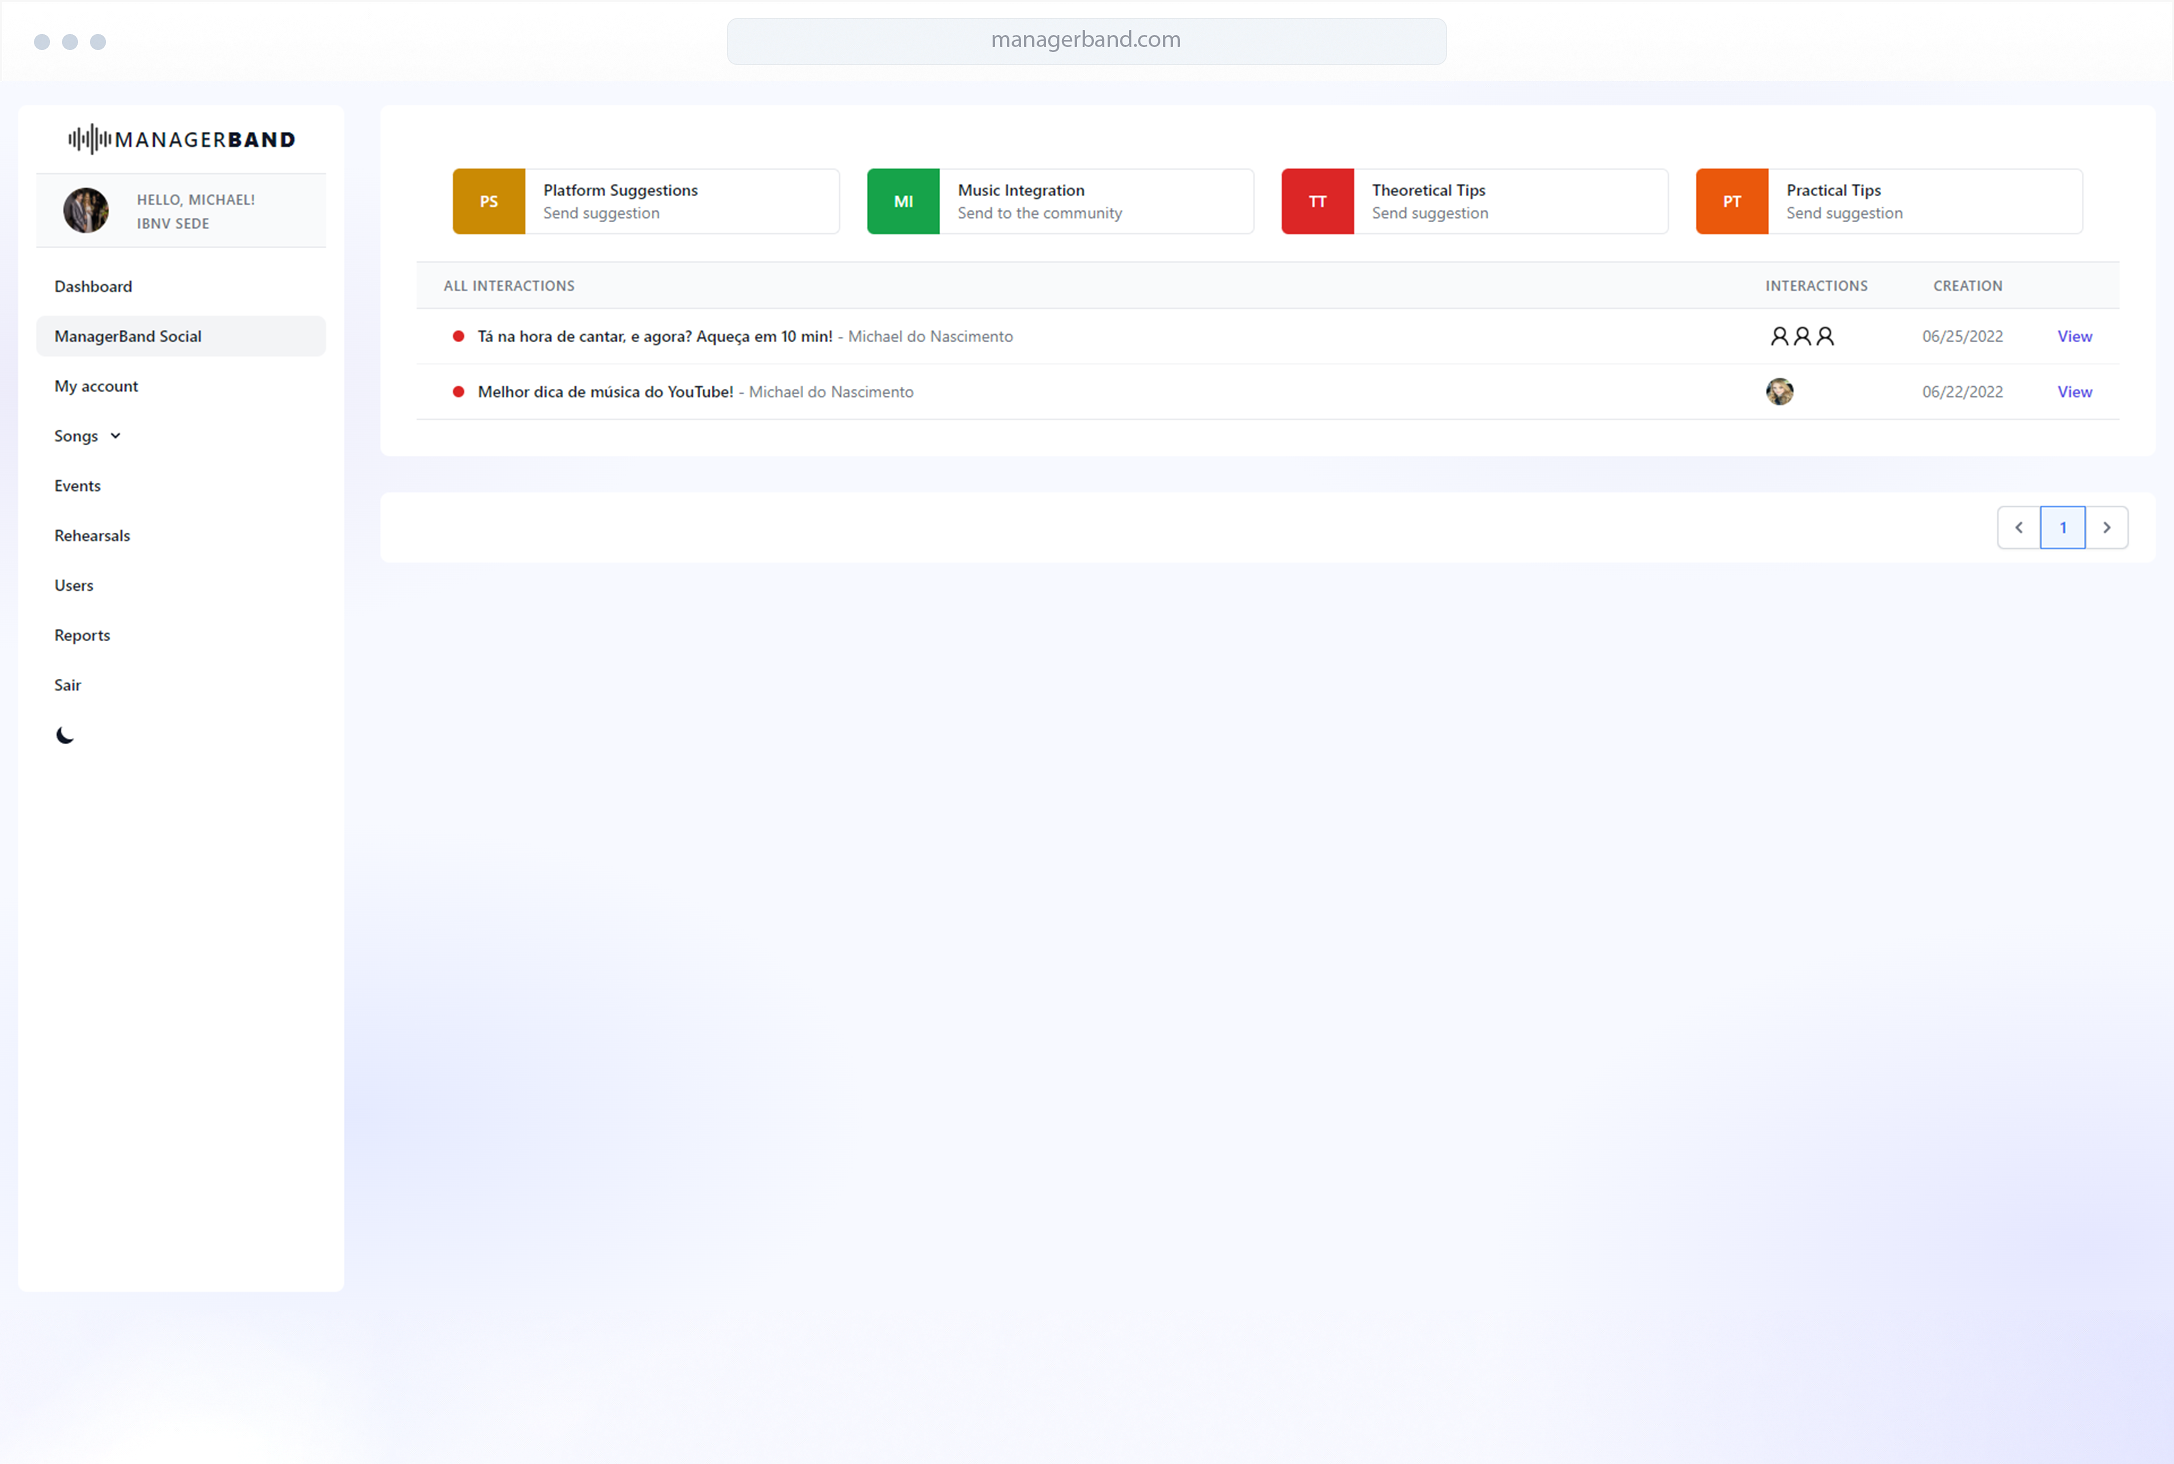 managerband.com
MANAGERBAND
HELLO, MICHAEL!
IBNV SEDE
Dashboard
ManagerBand Social
My account
Songs
Events
Rehearsals
Users
Reports
Sair
PS
Platform Suggestions
Send suggestion
MI
Music Integration
Send to the community
TT
Theoretical Tips
Send suggestion
PT
Practical Tips
Send suggestion
ALL INTERACTIONS INTERACTIONS CREATION
Tá na hora de cantar, e agora? Aqueça em 10 min! - Michael do Nascimento 06/25/2022 View
Melhor dica de música do YouTube! - Michael do Nascimento 06/22/2022 View
1